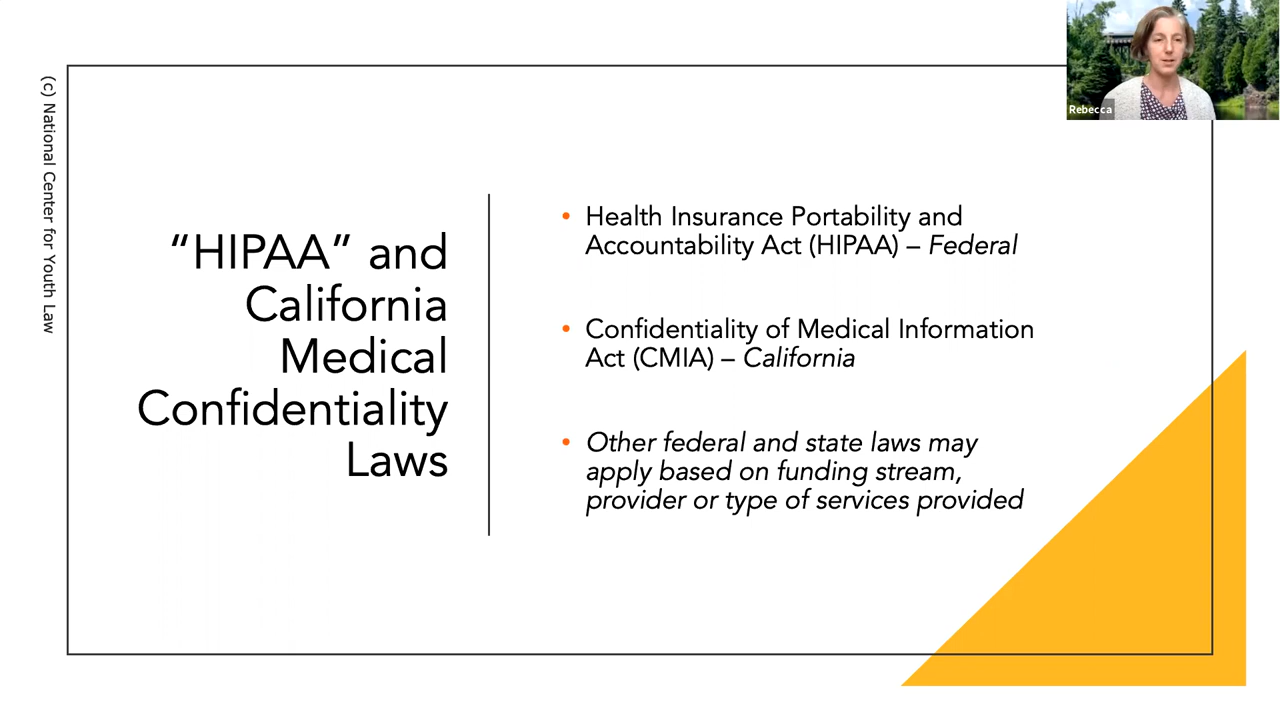 (c) National Center for Youth Law
“HIPAA” and
California
Medical
Confidentiality
Laws
• Health Insurance Portability and
Accountability Act (HIPAA) – Federal
• Confidentiality of Medical Information
Act (CMIA) – California
• Other federal and state laws may
apply based on funding stream,
provider or type of services provided
Rebecca